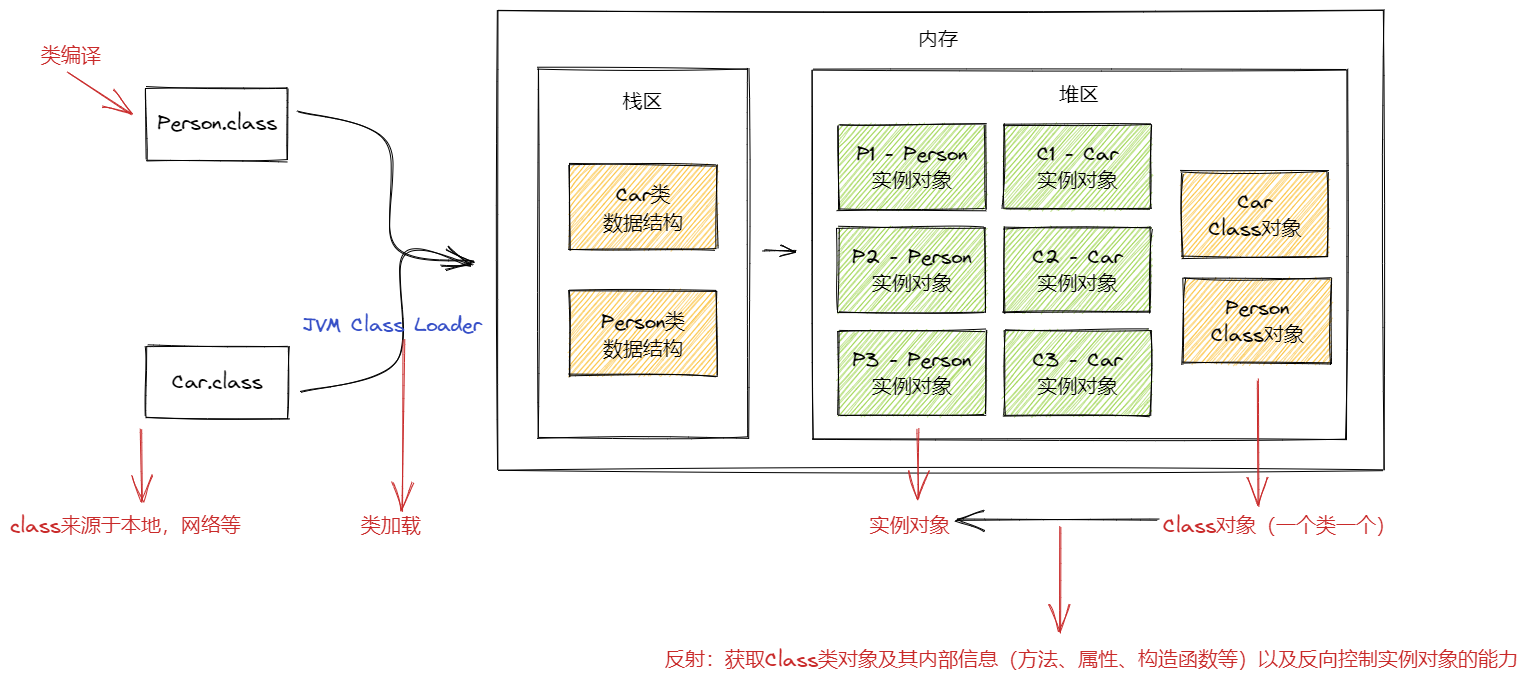 类编译
Person.class
Car.class
JVM Class Loader
class来源于本地，网络等
类加载
内存
栈区
Car类
数据结构
Person类
数据结构
堆区
P1 - Person
实例对象
C1 - Car
实例对象
P2 - Person
实例对象
C2 - Car
实例对象
P3 - Person
实例对象
C3 - Car
实例对象
Car
Class对象
Person
Class对象
实例对象
Class对象（一个类一个）
反射：获取Class类对象及其内部信息（方法、属性、构造函数等）以及反向控制实例对象的能力